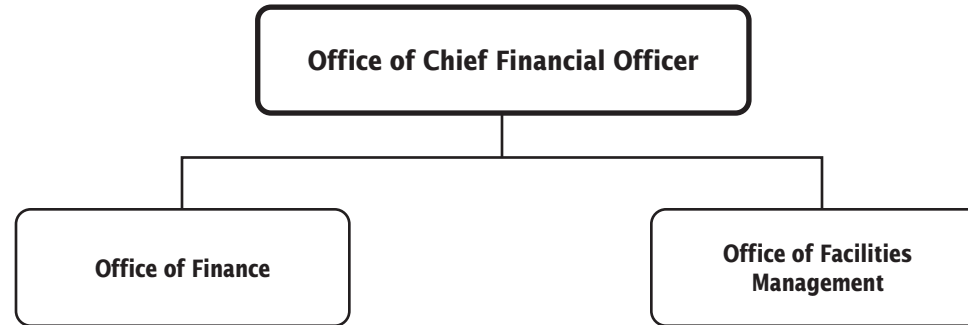 Office of Chief Financial Officer
Office of Finance
Office of Facilities
Management